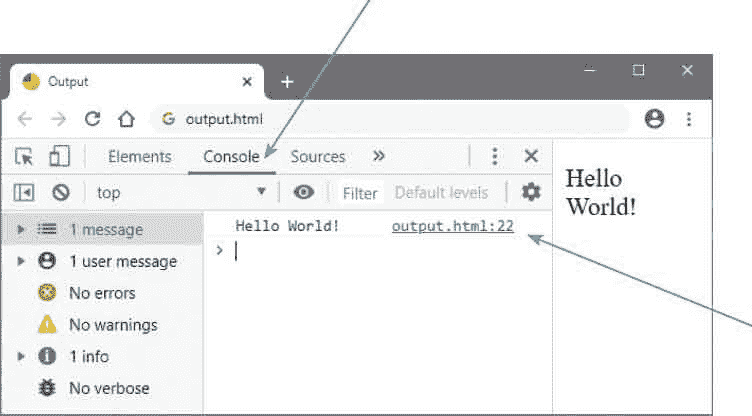 Output
output.html
Elements Console Sources »
top Filter Default levels
1 message
1 user message
No errors
No warnings
1 info
No verbose
Hello World! output.html:22
>
Hello
World!